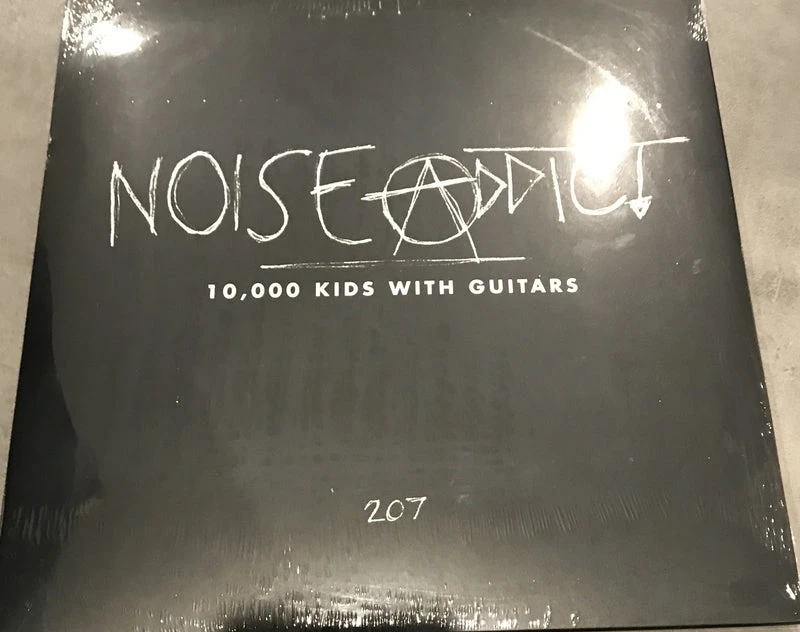 NOISE ADDICT
10,000 KIDS WITH GUITARS
207